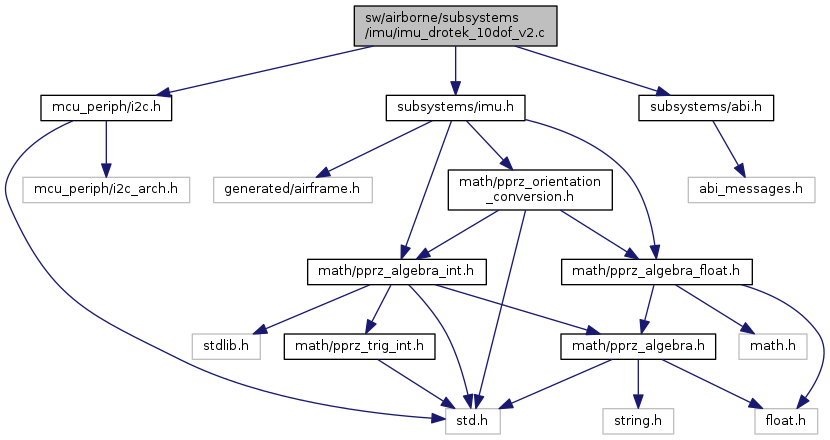 sw/airborne/subsystems
/imu/imu_drotek_10dof_v2.c
mcu_periph/i2c.h
subsystems/imu.h
subsystems/abi.h
mcu_periph/i2c_arch.h
generated/airframe.h
math/pprz_orientation
_conversion.h
abi_messages.h
math/pprz_algebra_int.h
math/pprz_algebra_float.h
stdlib.h
math/pprz_trig_int.h
math/pprz_algebra.h
math.h
std.h
string.h
float.h